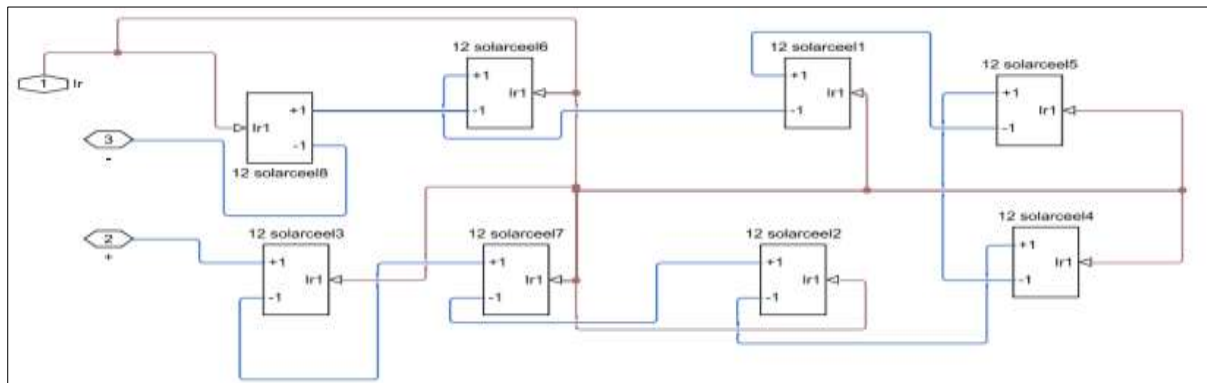 12 solarceel6
12 solarceel1
12 solarceel5
1 Ir
+1
Ir1
-1
+1
Ir1
-1
+1
Ir1
-1
+1
Ir1
-1
12 solarceel8
3
-
12 solarceel3
12 solarceel7
12 solarceel2
12 solarceel4
2
+
+1
Ir1
-1
+1
Ir1
-1
+1
Ir1
-1
+1
Ir1
-1